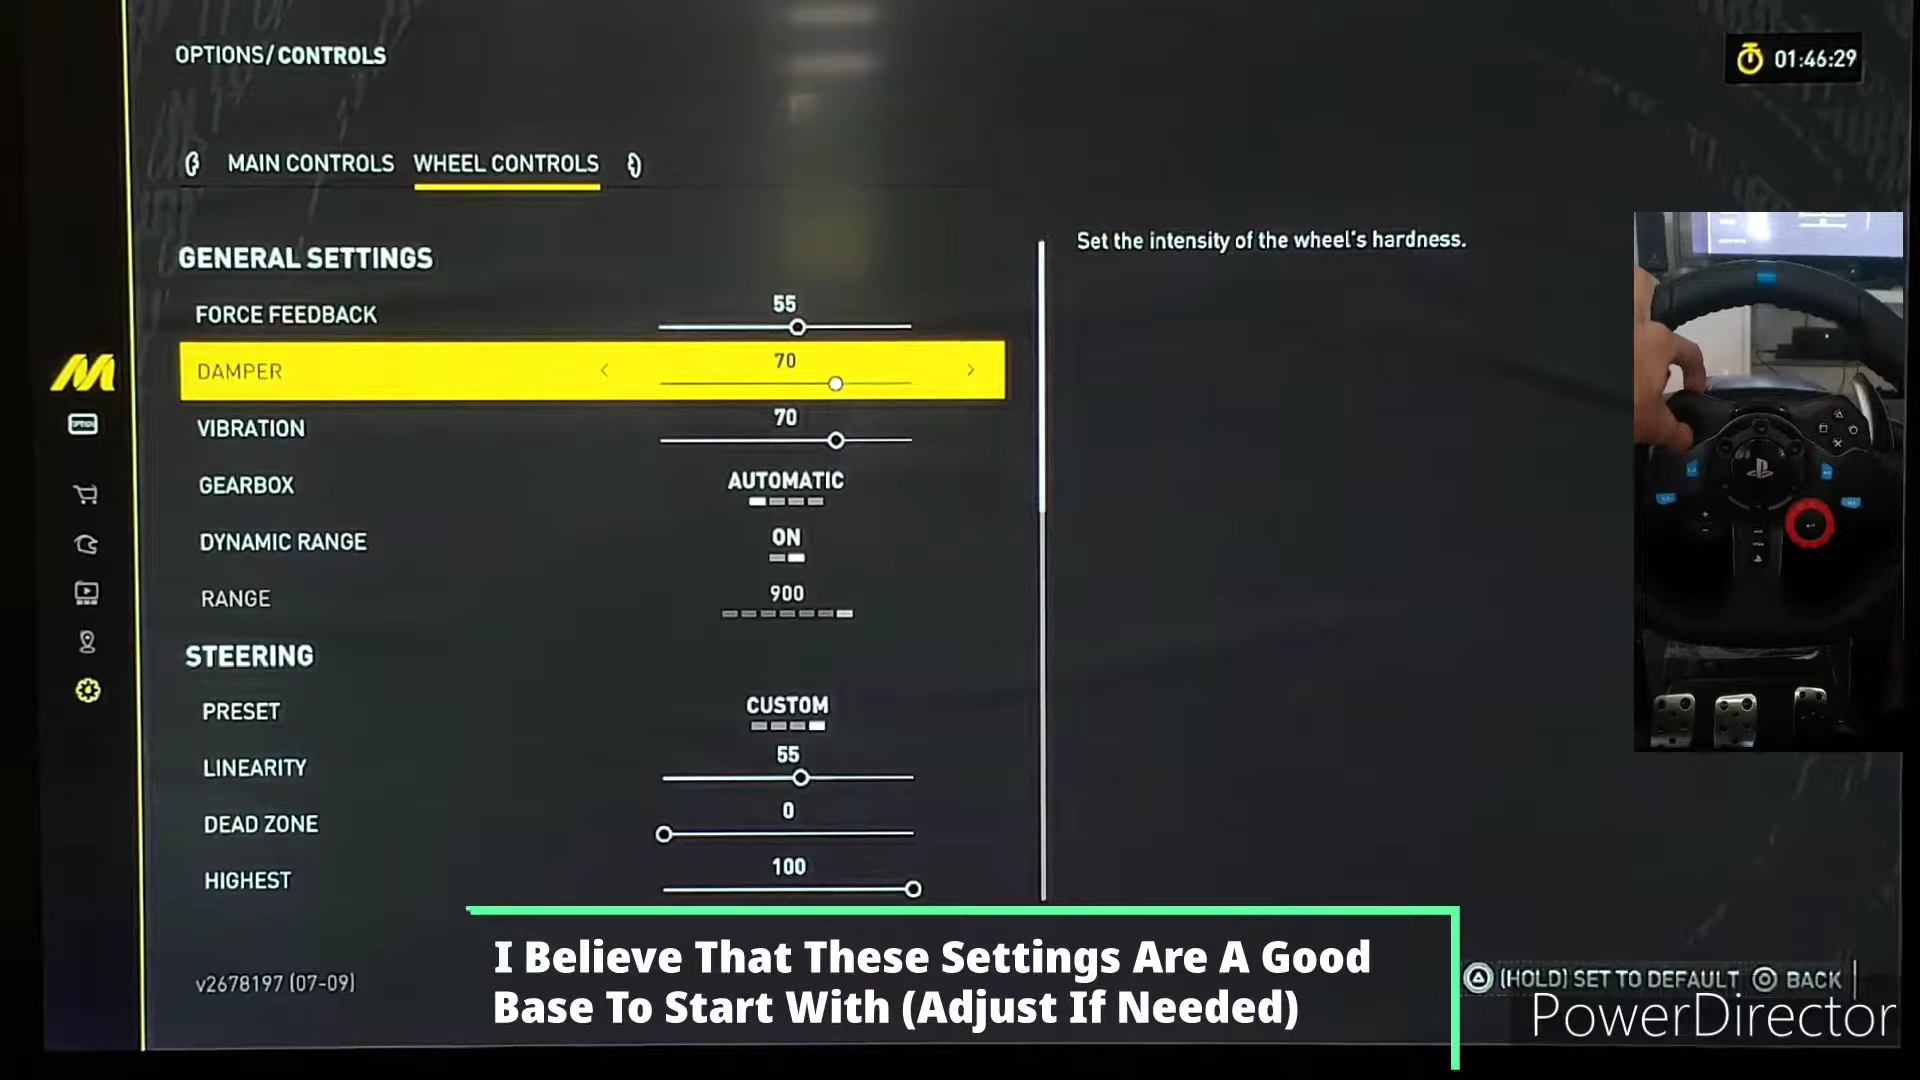 OPTIONS/CONTROLS
01:46:29
MAIN CONTROLS WHEEL CONTROLS
GENERAL SETTINGS
Set the intensity of the wheel's hardness.
FORCE FEEDBACK 55
DAMPER 70
VIBRATION 70
GEARBOX AUTOMATIC
DYNAMIC RANGE ON
RANGE 900
STEERING
PRESET CUSTOM
LINEARITY 55
DEAD ZONE 0
HIGHEST 100
I Believe That These Settings Are A Good
Base To Start With (Adjust If Needed)
v2678197 (07-09)
(HOLD) SET TO DEFAULT BACK
PowerDirector